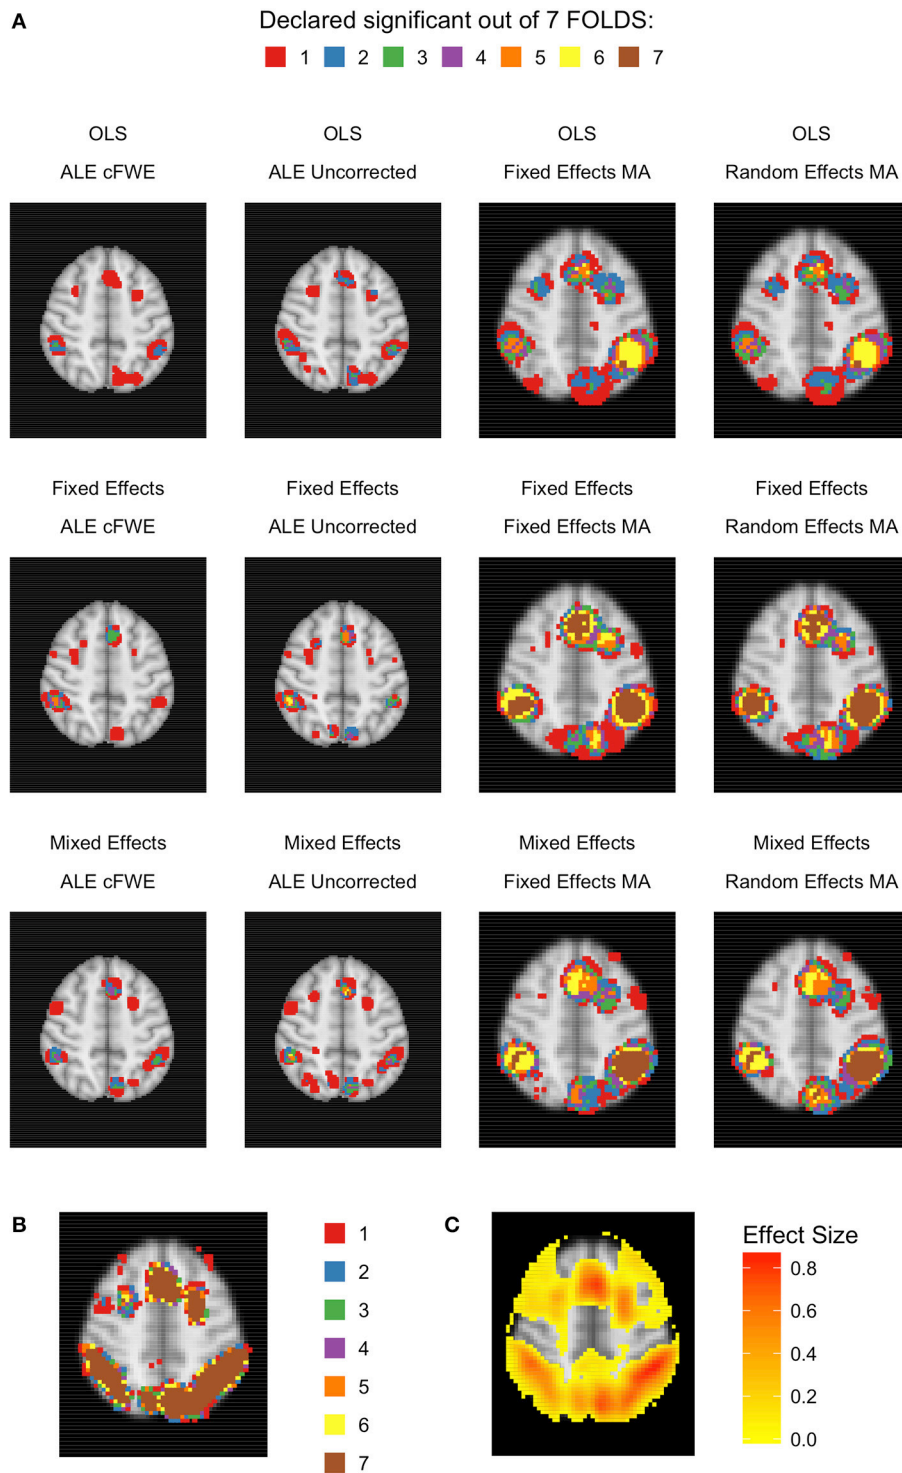 A
Declared significant out of 7 FOLDS:
1 2 3 4 5 6 7
OLS OLS OLS OLS
ALE cFWE ALE Uncorrected Fixed Effects MA Random Effects MA
Fixed Effects Fixed Effects Fixed Effects Fixed Effects
ALE cFWE ALE Uncorrected Fixed Effects MA Random Effects MA
Mixed Effects Mixed Effects Mixed Effects Mixed Effects
ALE cFWE ALE Uncorrected Fixed Effects MA Random Effects MA
B
1
2
3
4
5
6
7
C
Effect Size
0.8
0.6
0.4
0.2
0.0